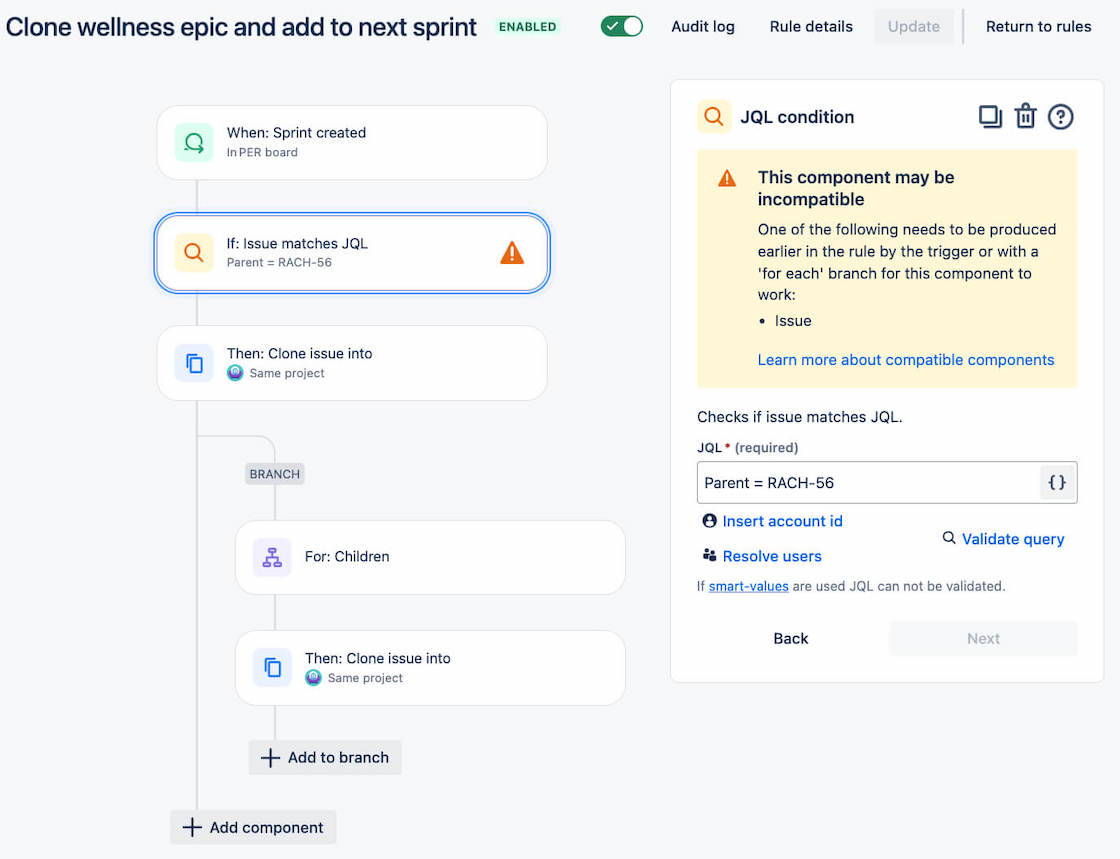 Clone wellness epic and add to next sprint
ENABLED
Audit log
Rule details
Update
Return to rules
When: Sprint created
In PER board
If: Issue matches JQL
Parent = RACH-56
Then: Clone issue into
Same project
BRANCH
For: Children
Then: Clone issue into
Same project
Add to branch
Add component
JQL condition
This component may be
incompatible
One of the following needs to be produced
earlier in the rule by the trigger or with a
'for each' branch for this component to
work:
• Issue
Learn more about compatible components
Checks if issue matches JQL.
JQL* (required)
Parent = RACH-56
{}
Insert account id
Validate query
Resolve users
If smart-values are used JQL can not be validated.
Back
Next